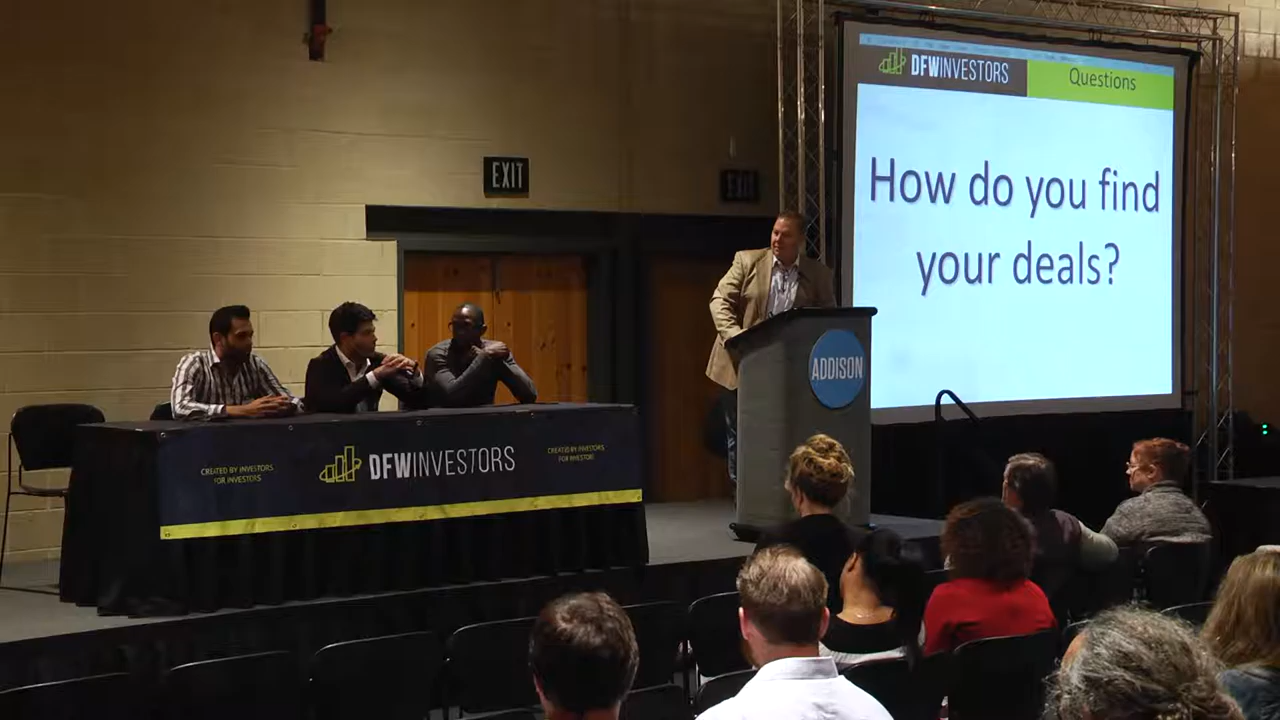 EXIT
EXIT
DFWINVESTORS
Questions
How do you find
your deals?
ADDISON
CREATED BY INVESTORS
FOR INVESTORS
DFWINVESTORS
CREATED BY INVESTORS
FOR INVESTORS